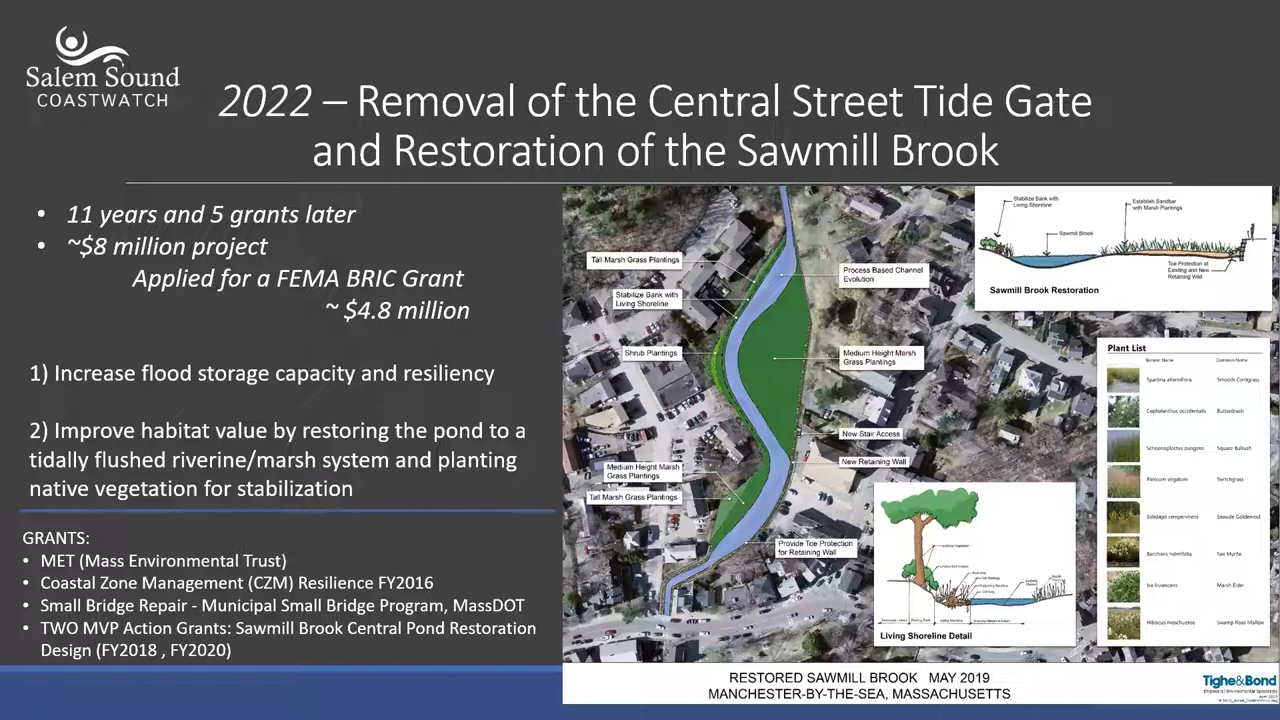 Salem Sound
COASTWATCH
2022 – Removal of the Central Street Tide Gate
and Restoration of the Sawmill Brook
• 11 years and 5 grants later
• ~$8 million project
Applied for a FEMA BRIC Grant
~ $4.8 million
1) Increase flood storage capacity and resiliency
2) Improve habitat value by returning the pond to a
tidally flushed riverine/marsh system and planting
native vegetation for stabilization
GRANTS:
• MET (Mass Environmental Trust)
• Coastal Zone Management (CZM) Resilience FY2016
• Small Bridge Repair - Municipal Small Bridge Program, MassDOT
• TWO MVP Action Grants Sawmill Brook Central Pond Restoration
Design (FY2018 , FY2020)
Tall Marsh Grass Plantings
Stabilize Bank with
Living Shoreline
Shrub Plantings
Medium Height Marsh
Grass Plantings
Tall Marsh Grass Plantings
Process Based Channel
Evolution
Medium Height Marsh
Grass Plantings
New Stair Access
New Retaining Wall
Provide Toe Protection
for Retaining Wall
Stabilize Bank with
Living Shoreline
Establish Sandbar
with Marsh Plantings
Sawmill Brook
Toe Protection at
Existing and New
Retaining Wall
Sawmill Brook Restoration
Plant List
Botanic Name Common Name
Spartina alterniflora Smooth Cordgrass
Cephalanthus occidentalis Buttonbush
Schoenoplectus pungens Square Bulrush
Panicum virgatum Switchgrass
Solidago sempervirens Seaside Goldenrod
Baccharis halimifolia Sea Myrtle
Iva frutescens Marsh Elder
Hibiscus moscheutos Swamp Rose Mallow
Living Shoreline Detail
RESTORED SAWMILL BROOK MAY 2019
MANCHESTER-BY-THE-SEA, MASSACHUSETTS
Tighe&Bond
Engineers | Environmental Specialists